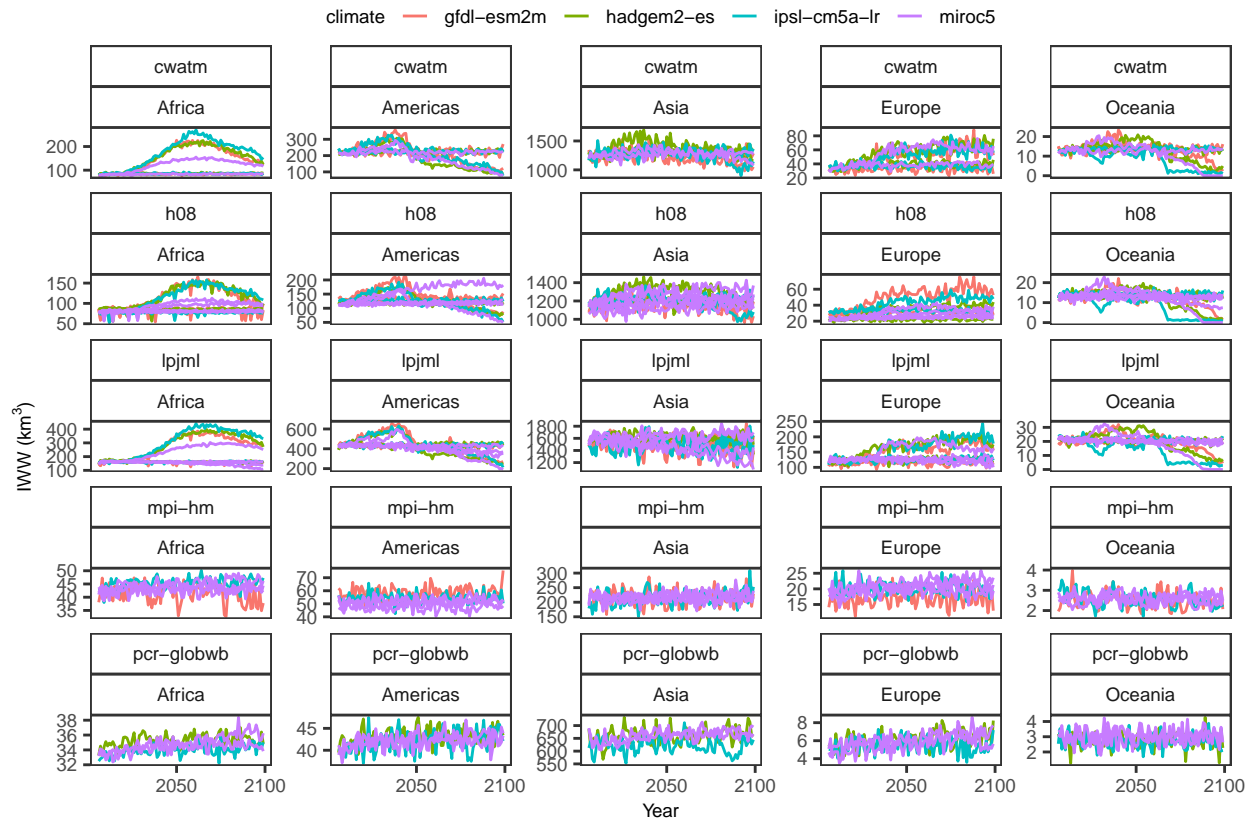 climate gfdl−esm2m hadgem2−es ipsl−cm5a−lr miroc5
cwatm cwatm cwatm cwatm cwatm
Africa Americas Asia Europe Oceania
200 100
300 200 100
1500 1000
80 60 40 20
20 10 0
h08 h08 h08 h08 h08
Africa Americas Asia Europe Oceania
150 100 50
200 150 100 50
1400 1200 1000
60 40 20
20 10 0
lpjml lpjml lpjml lpjml lpjml
Africa Americas Asia Europe Oceania
400 300 200 100
600 400 200
1800 1600 1400 1200
250 200 150 100
30 20 10 0
mpi−hm mpi−hm mpi−hm mpi−hm mpi−hm
Africa Americas Asia Europe Oceania
50 45 40 35
70 60 50 40
300 250 200 150
25 20 15
4 3 2
pcr−globwb pcr−globwb pcr−globwb pcr−globwb pcr−globwb
Africa Americas Asia Europe Oceania
38 36 34 32
45 40
700 650 600 550
8 6 4
4 3 2
2050 2100 2050 2100 2050 2100 2050 2100 2050 2100
Year
IWW (km³)